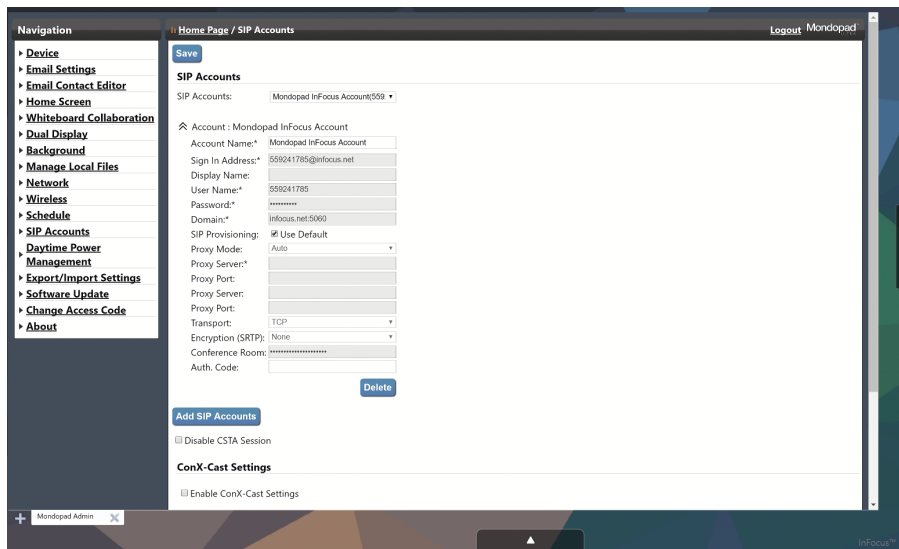 Navigation
Home Page / SIP Accounts
Logout Mondopad
Device
Email Settings
Email Contact Editor
Home Screen
Whiteboard Collaboration
Dual Display
Background
Manage Local Files
Network
Wireless
Schedule
SIP Accounts
Daytime Power
Management
Export/Import Settings
Software Update
Change Access Code
About
Save
SIP Accounts
SIP Accounts: Mondopad InFocus Account(559
Account : Mondopad InFocus Account
Account Name:* Mondopad InFocus Account
Sign In Address:* 559241785@infocus.net
Display Name:
User Name:* 559241785
Password:* ••••••••••
Domain:* infocus.net:5060
SIP Provisioning: Use Default
Proxy Mode: Auto
Proxy Server:*
Proxy Port:
Proxy Server:
Proxy Port:
Transport: TCP
Encryption (SRTP): None
Conference Room: •••••••••••••••••••••
Auth. Code:
Delete
Add SIP Accounts
Disable CSTA Session
ConX-Cast Settings
Enable ConX-Cast Settings
Mondopad Admin
InFocus™